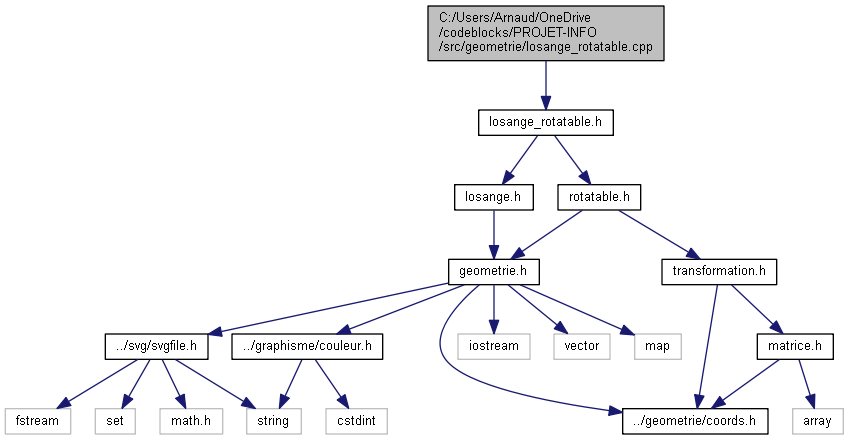 C:/Users/Arnaud/OneDrive
/codeblocks/PROJET-INFO
/src/geometrie/losange_rotatable.cpp
losange_rotatable.h
losange.h
rotatable.h
geometrie.h
transformation.h
../svg/svgfile.h
../graphisme/couleur.h
iostream
vector
map
matrice.h
fstream
set
math.h
string
cstdint
../geometrie/coords.h
array